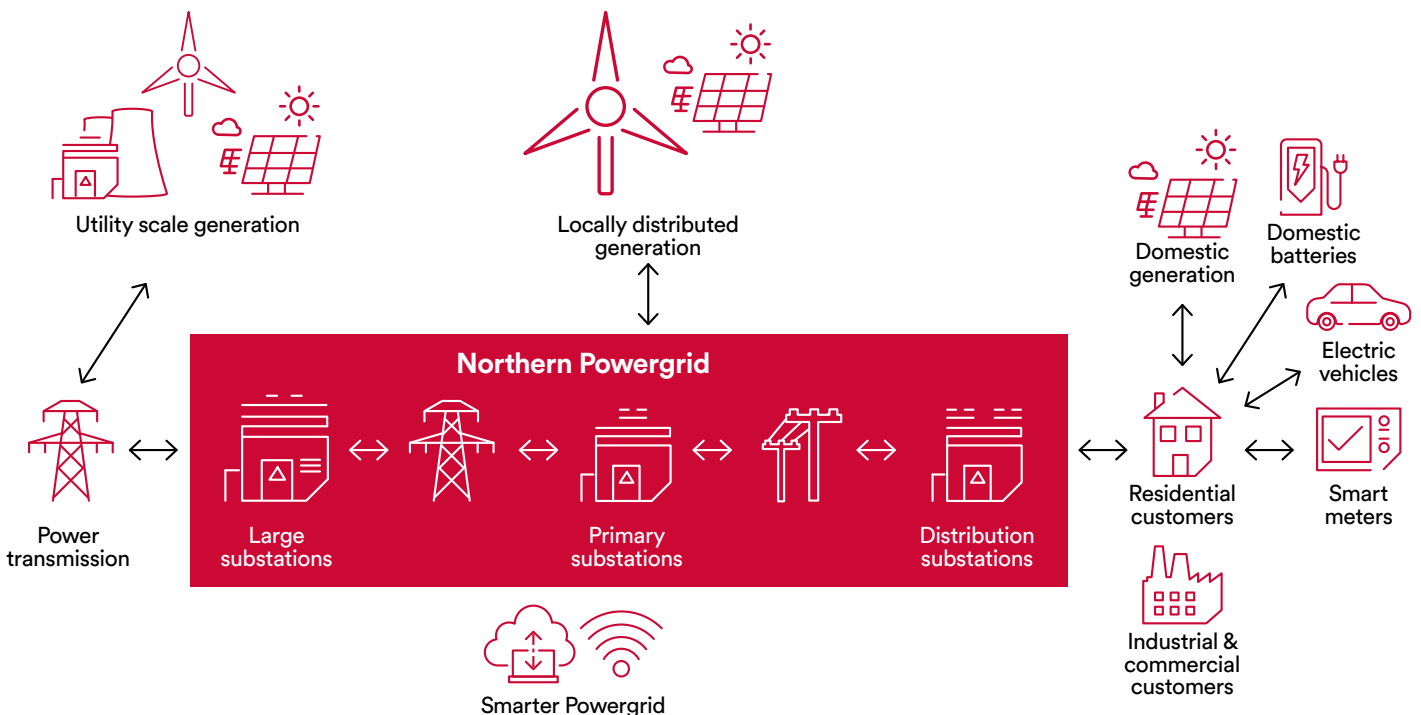 Utility scale generation
Locally distributed
generation
Domestic
generation
Domestic
batteries
Electric
vehicles
Northern Powergrid
Power
transmission
Large
substations
Primary
substations
Distribution
substations
Residential
customers
Smart
meters
Industrial &
commercial
customers
Smarter Powergrid